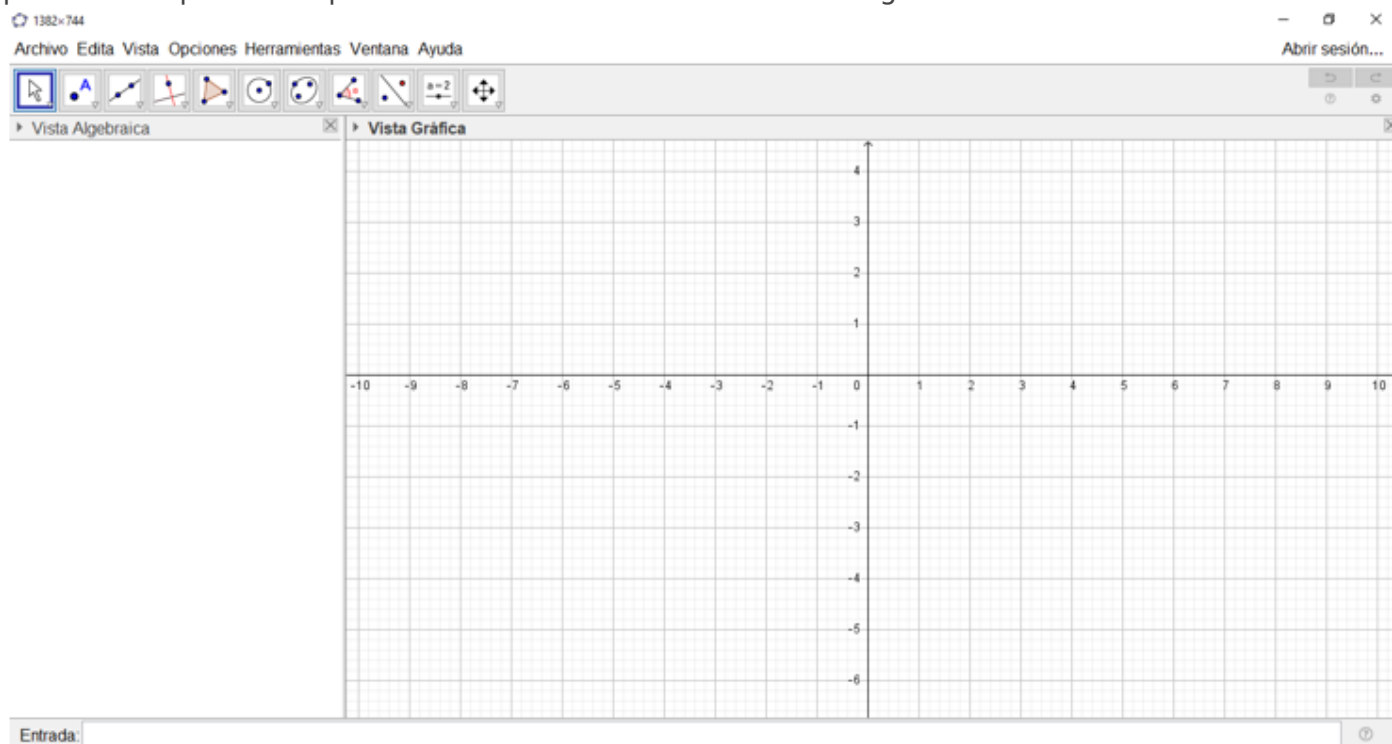 1382×744
Archivo Edita Vista Opciones Herramientas Ventana Ayuda
Abrir sesión...
A
a=2
Vista Algebraica
Vista Gráfica
4
3
2
1
-10 -9 -8 -7 -6 -5 -4 -3 -2 -1 0 1 2 3 4 5 6 7 8 9 10
-1
-2
-3
-4
-5
-6
Entrada: